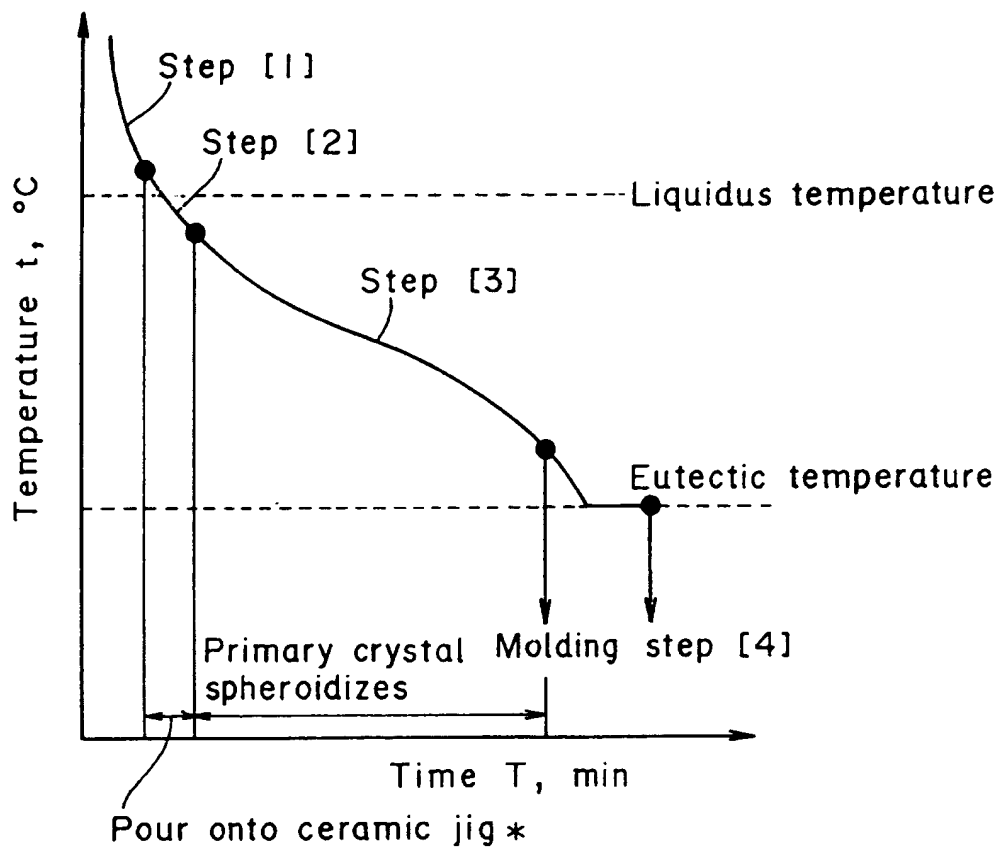 Step [1]
Step [2]
Liquidus temperature
Step [3]
Temperature t, °C
Eutectic temperature
Primary crystal
spheroidizes
Molding step [4]
Time T, min
Pour onto ceramic jig *